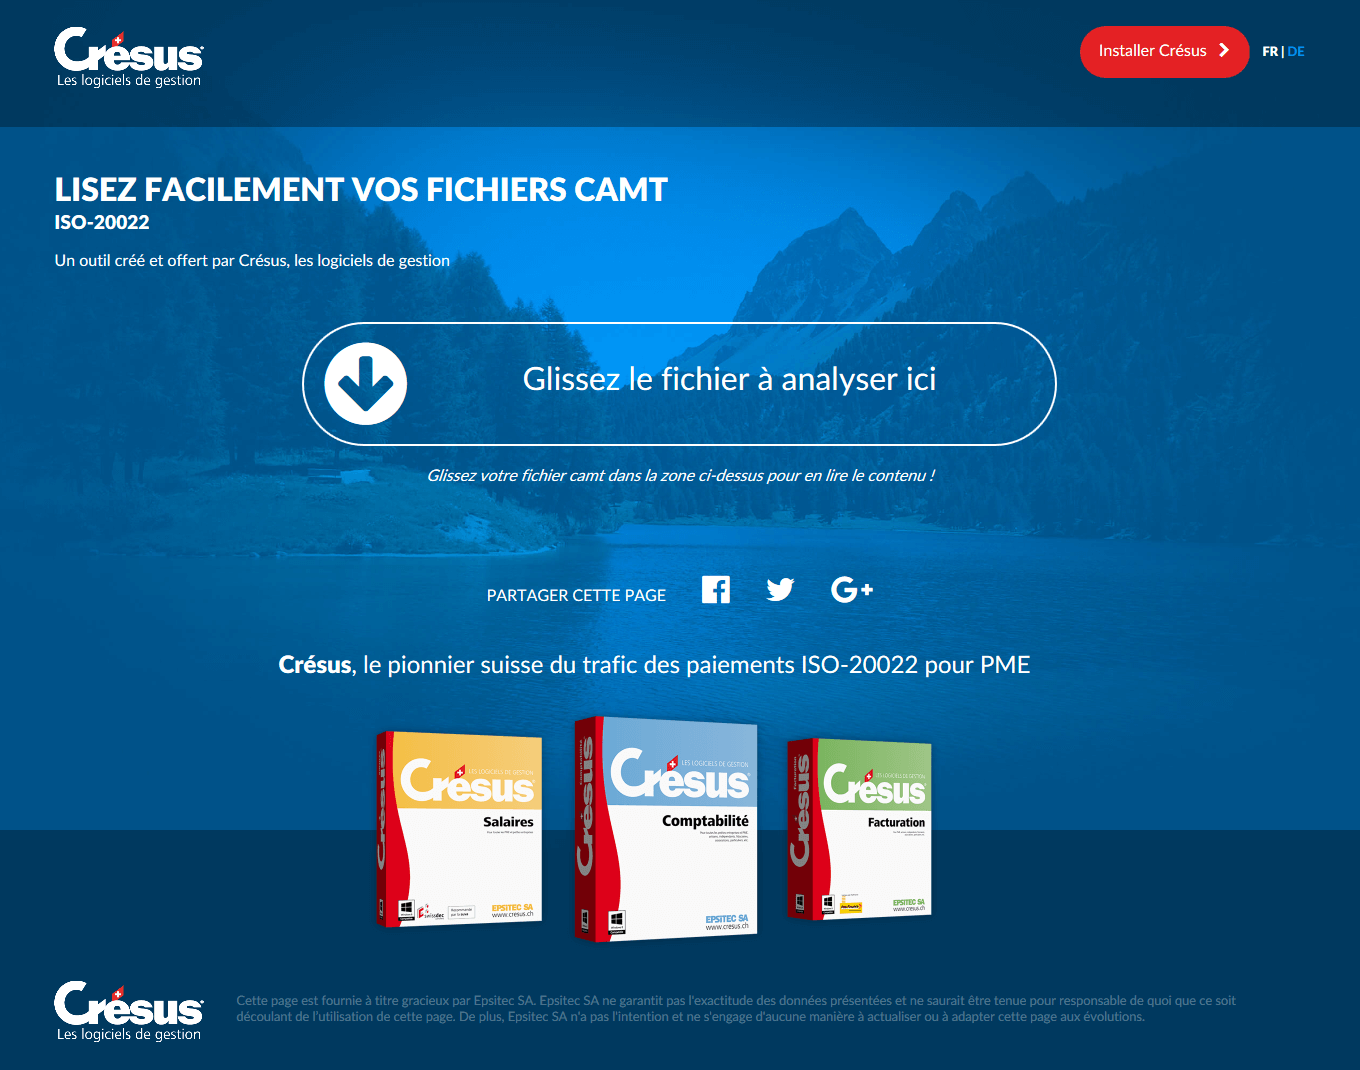 Crésus
Les logiciels de gestion
Installer Crésus
FR | DE
LISEZ FACILEMENT VOS FICHIERS CAMT
ISO-20022
Un outil créé et offert par Crésus, les logiciels de gestion
Glissez le fichier à analyser ici
Glissez votre fichier camt dans la zone ci-dessus pour en lire le contenu !
PARTAGER CETTE PAGE
G+
Crésus, le pionnier suisse du trafic des paiements ISO-20022 pour PME
Crésus
LES LOGICIELS DE GESTION
Crésus
Salaires
swissdec
EPSITEC SA
www.cresus.ch
Comptabilité
Crésus
LES LOGICIELS DE GESTION
Crésus
Comptabilité
EPSITEC SA
www.cresus.ch
Facturation
Crésus
LES LOGICIELS DE GESTION
Crésus
Facturation
EPSITEC SA
www.cresus.ch
Crésus
Les logiciels de gestion
Cette page est fournie à titre gracieux par Epsitec SA. Epsitec SA ne garantit pas l'exactitude des données présentées et ne saurait être tenue pour responsable de quoi que ce soit
découlant de l'utilisation de cette page. De plus, Epsitec SA n'a pas l'intention et ne s'engage d'aucune manière à actualiser ou à adapter cette page aux évolutions.